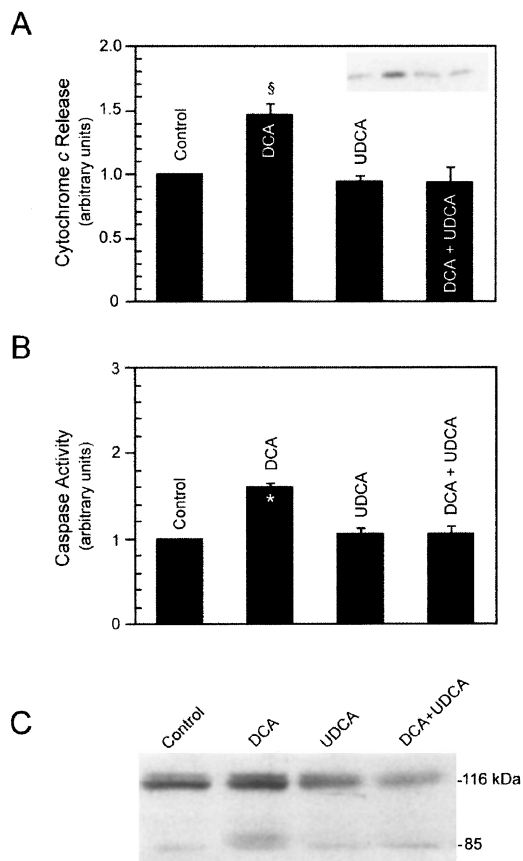 A
Cytochrome c Release
(arbitrary units)
2.0
1.5
1.0
0.5
0
Control
§
DCA
UDCA
DCA + UDCA
B
Caspase Activity
(arbitrary units)
3
2
1
0
Control
DCA
*
UDCA
DCA + UDCA
C
Control
DCA
UDCA
DCA+UDCA
-116 kDa
-85